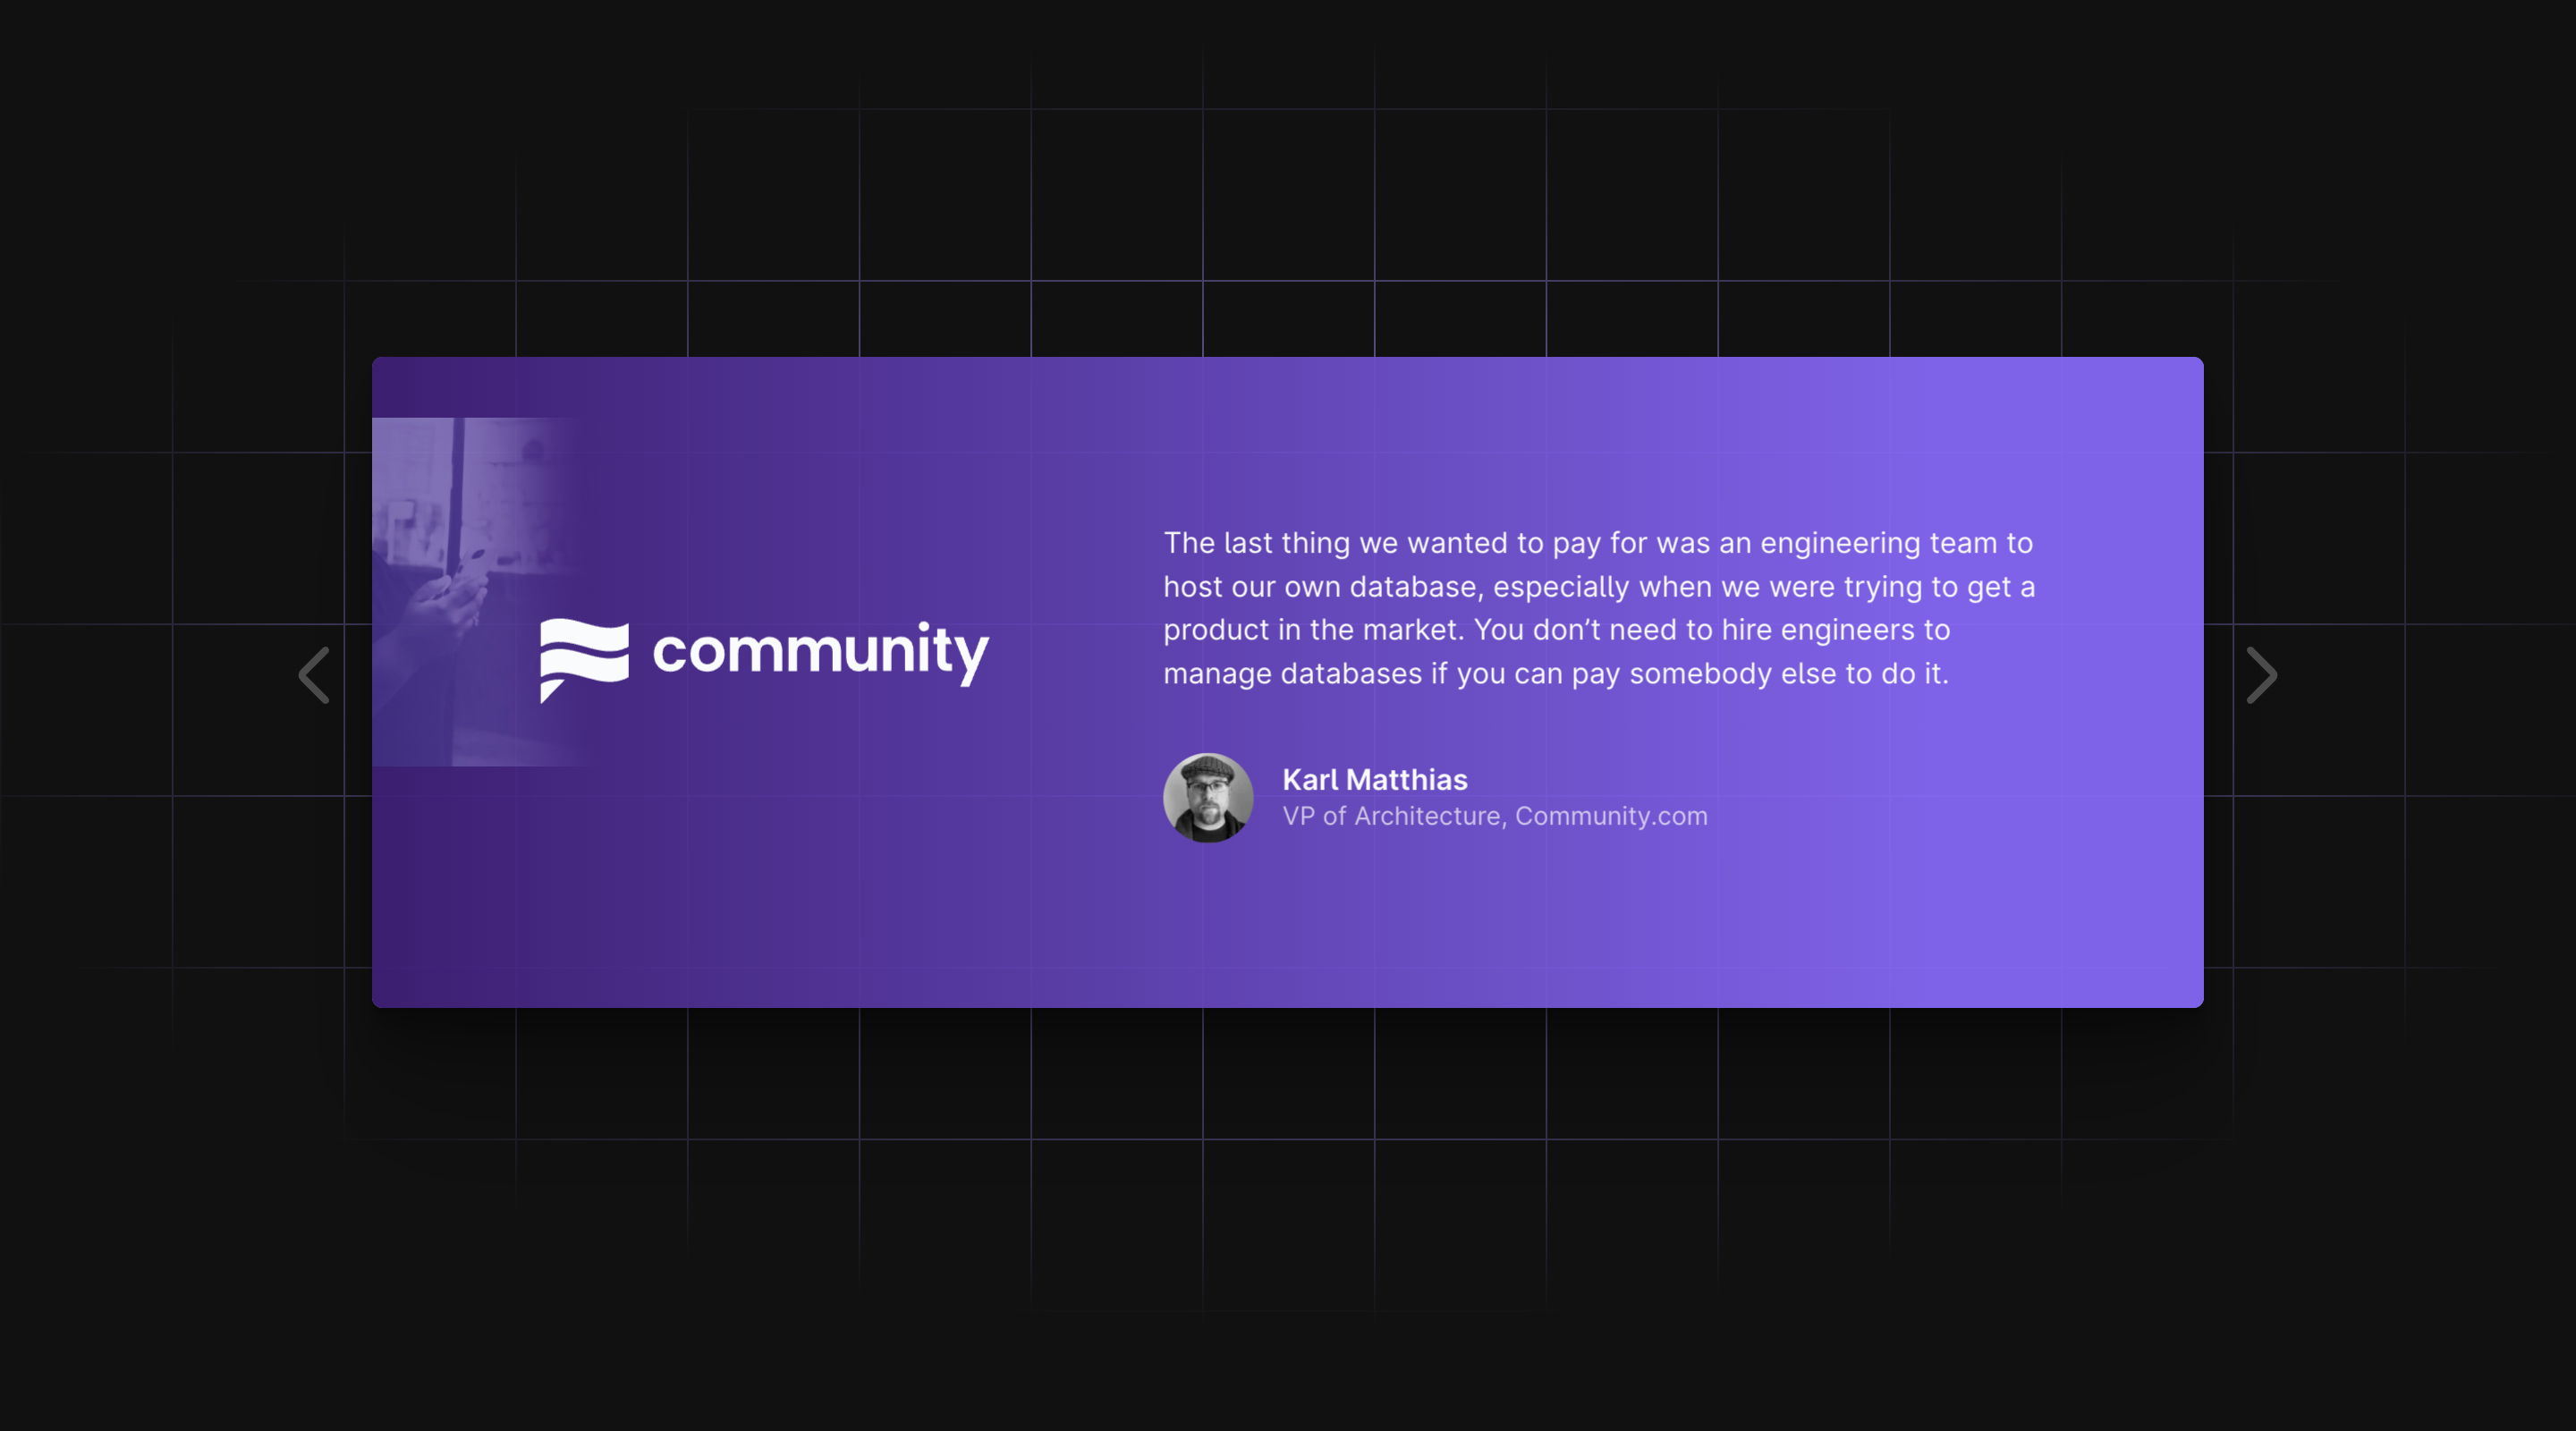 community
The last thing we wanted to pay for was an engineering team to
host our own database, especially when we were trying to get a
product in the market. You don’t need to hire engineers to
manage databases if you can pay somebody else to do it.
Karl Matthias
VP of Architecture, Community.com